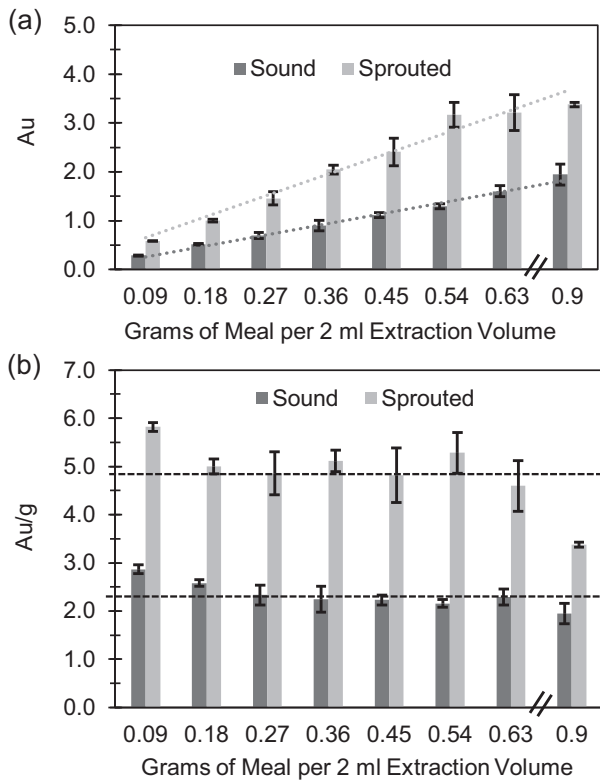 (a)
5.0
4.0
3.0
2.0
1.0
0.0
Au
Sound Sprouted
0.09 0.18 0.27 0.36 0.45 0.54 0.63 0.9
Grams of Meal per 2 ml Extraction Volume
(b)
7.0
6.0
5.0
4.0
3.0
2.0
1.0
0.0
Au/g
Sound Sprouted
0.09 0.18 0.27 0.36 0.45 0.54 0.63 0.9
Grams of Meal per 2 ml Extraction Volume